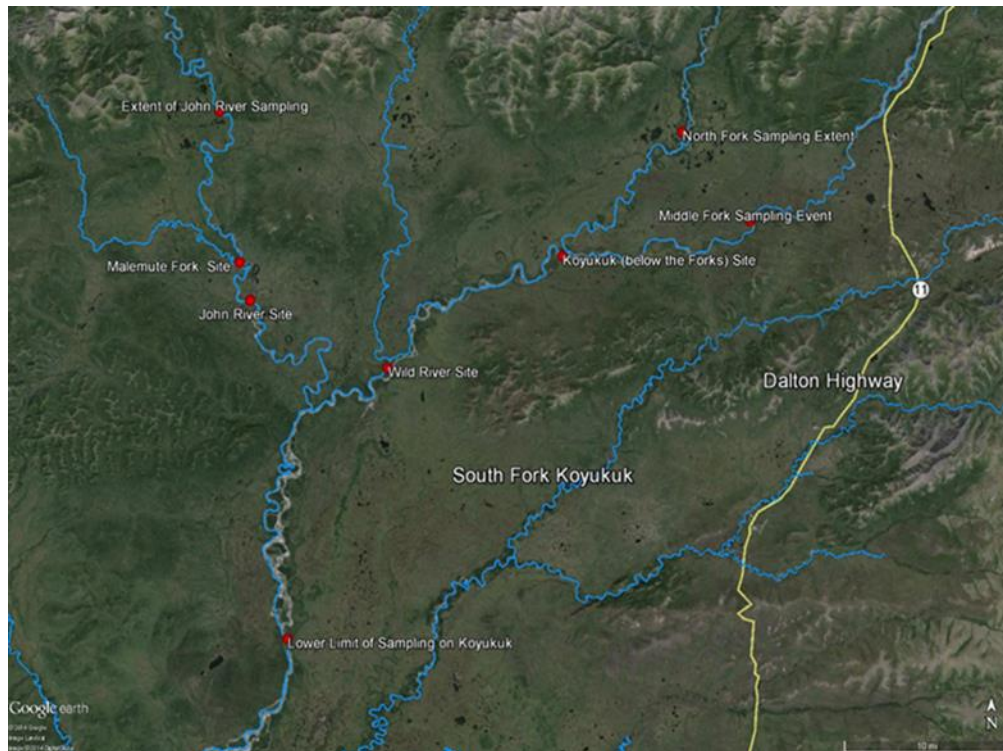 Extent of John River Sampling
North Fork Sampling Extent
Middle Fork Sampling Event
Malemute Fork Site
Koyukuk (below the Forks) Site
John River Site
11
Wild River Site
Dalton Highway
South Fork Koyukuk
Lower Limit of Sampling on Koyukuk
Google earth
N
10 mi